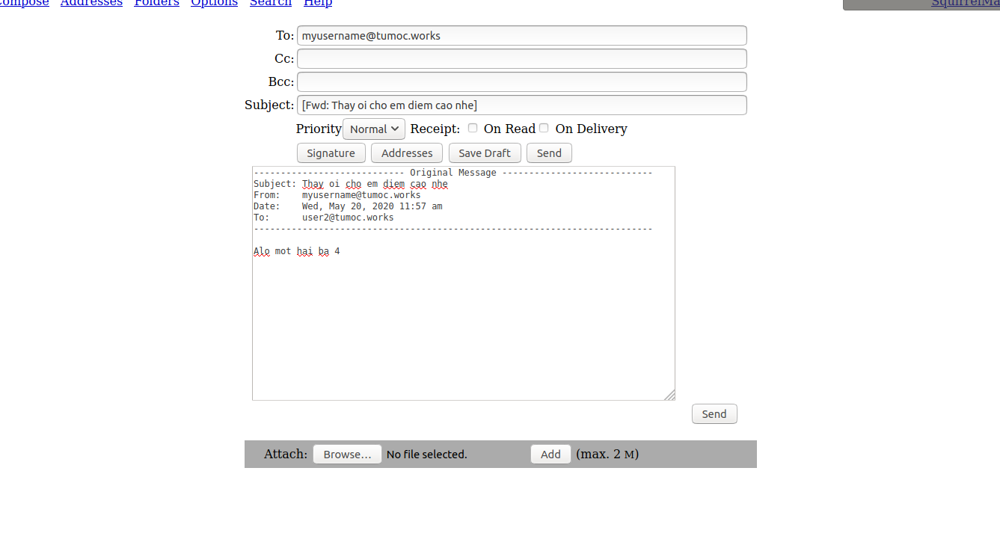 Compose Addresses Folders Options Search Help SquirrelMa
To: myusername@tumoc.works
Cc:
Bcc:
Subject: [Fwd: Thay oi cho em diem cao nhe]
Priority Normal Receipt: On Read On Delivery
Signature Addresses Save Draft Send
---------------------------- Original Message ----------------------------
Subject: Thay oi cho em diem cao nhe
From: myusername@tumoc.works
Date: Wed, May 20, 2020 11:57 am
To: user2@tumoc.works
--------------------------------------------------------------------------
Alo mot hai ba 4
Send
Attach: Browse... No file selected. Add (max. 2 M)